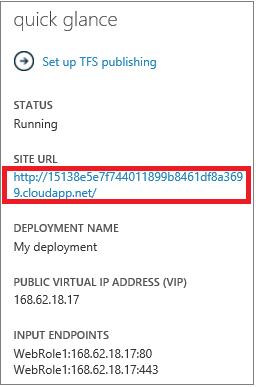 quick glance
Set up TFS publishing
STATUS
Running
SITE URL
http://15138e5e7f744011899b8461df8a369
9.cloudapp.net/
DEPLOYMENT NAME
My deployment
PUBLIC VIRTUAL IP ADDRESS (VIP)
168.62.18.17
INPUT ENDPOINTS
WebRole1:168.62.18.17:80
WebRole1:168.62.18.17:443